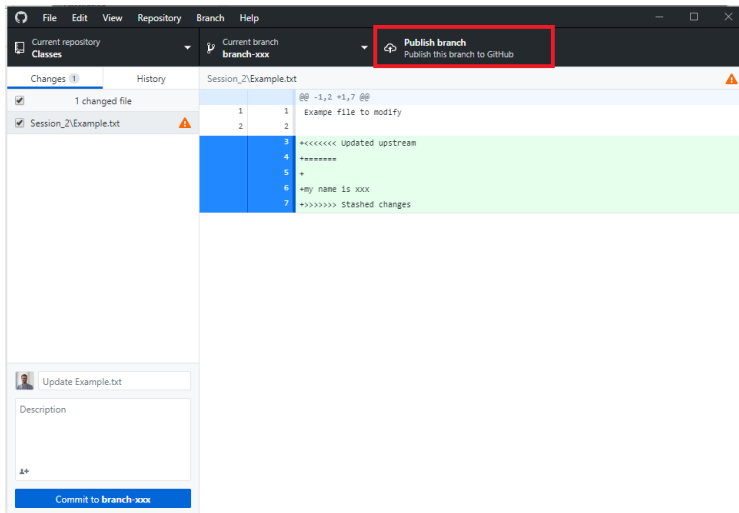 File Edit View Repository Branch Help
Current repository
Classes
Current branch
branch-xxx
Publish branch
Publish this branch to GitHub
Changes 1 History
Session_2\Example.txt
1 changed file
Session_2\Example.txt
@@ -1,2 +1,7 @@
1 1 Exampe file to modify
2 2
3 +<<<<<<< Updated upstream
4 +=======
5 +
6 +my name is xxx
7 +>>>>>>> Stashed changes
Update Example.txt
Description
Commit to branch-xxx